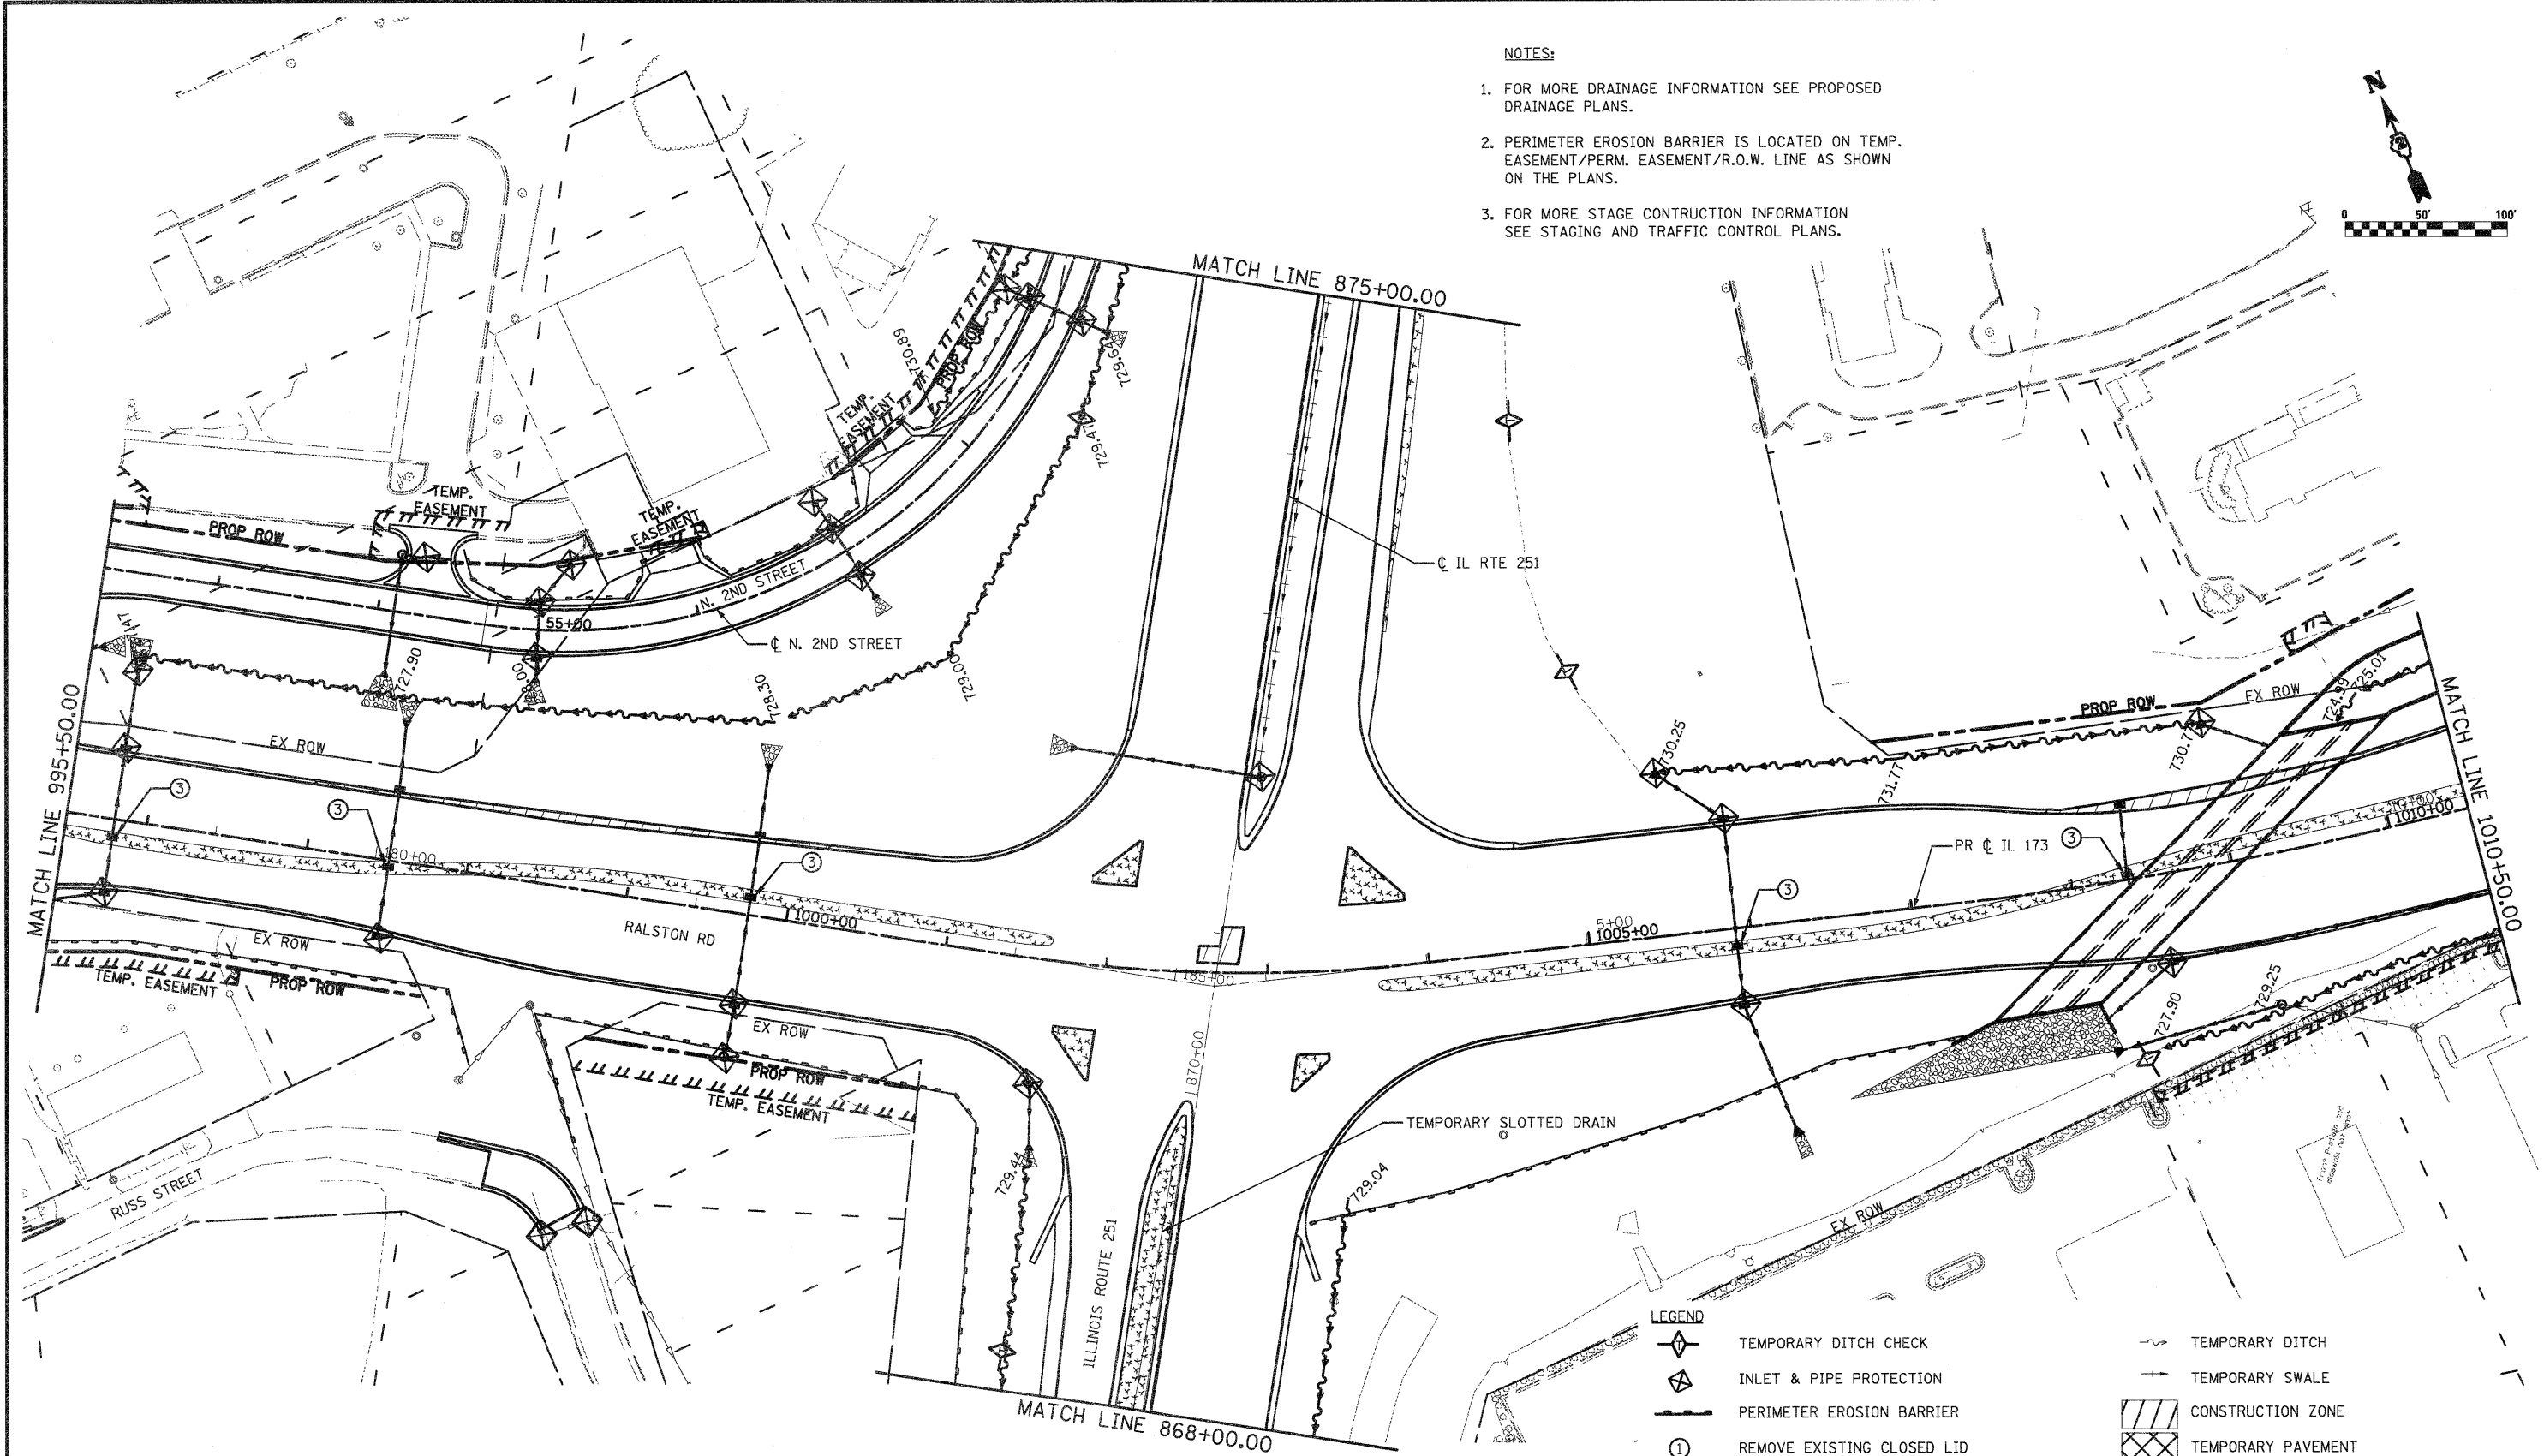 NOTES:
1. FOR MORE DRAINAGE INFORMATION SEE PROPOSED
DRAINAGE PLANS.
2. PERIMETER EROSION BARRIER IS LOCATED ON TEMP.
EASEMENT/PERM. EASEMENT/R.O.W. LINE AS SHOWN
ON THE PLANS.
3. FOR MORE STAGE CONTRUCTION INFORMATION
SEE STAGING AND TRAFFIC CONTROL PLANS.
N
2
0 50' 100'
MATCH LINE 875+00.00
730.89
PROP ROW
729.64
TEMP.
EASEMENT
729.47
TEMP.
EASEMENT
TEMP.
EASEMENT
PROP ROW
N. 2ND STREET
55+00
℄ N. 2ND STREET
℄ IL RTE 251
727.90
728.30
729.00
MATCH LINE 995+50.00
EX ROW
3
3
180+00
3
1000+00
RALSTON RD
EX ROW
TEMP. EASEMENT
PROP ROW
EX ROW
PROP ROW
TEMP. EASEMENT
730.25
731.77
730.71
PROP ROW
EX ROW
724.99
725.01
MATCH LINE 1010+50.00
1010+00
PR ℄ IL 173
3
3
5+00
1005+00
185+00
870+00
729.25
727.90
TEMPORARY SLOTTED DRAIN
729.44
729.04
RUSS STREET
ILLINOIS ROUTE 251
EX ROW
MATCH LINE 868+00.00
LEGEND
TEMPORARY DITCH CHECK
INLET & PIPE PROTECTION
PERIMETER EROSION BARRIER
1 REMOVE EXISTING CLOSED LID
TEMPORARY DITCH
TEMPORARY SWALE
CONSTRUCTION ZONE
TEMPORARY PAVEMENT